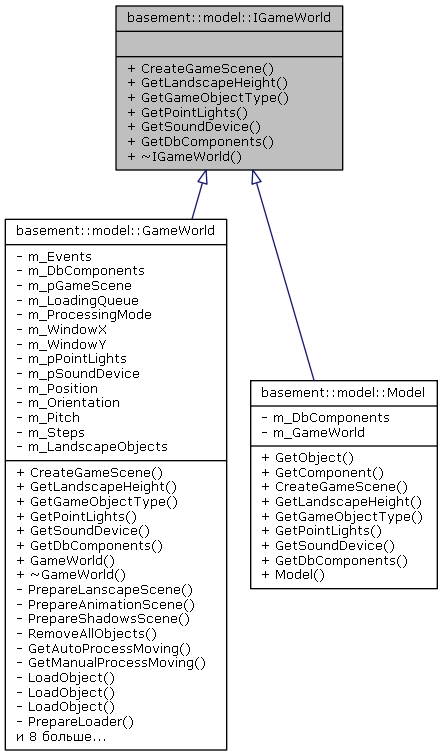 basement::model::IGameWorld
+ CreateGameScene()
+ GetLandscapeHeight()
+ GetGameObjectType()
+ GetPointLights()
+ GetSoundDevice()
+ GetDbComponents()
+ ~IGameWorld()
basement::model::GameWorld
- m_Events
- m_DbComponents
- m_pGameScene
- m_LoadingQueue
- m_ProcessingMode
- m_WindowX
- m_WindowY
- m_pPointLights
- m_pSoundDevice
- m_Position
- m_Orientation
- m_Pitch
- m_Steps
- m_LandscapeObjects
+ CreateGameScene()
+ GetLandscapeHeight()
+ GetGameObjectType()
+ GetPointLights()
+ GetSoundDevice()
+ GetDbComponents()
+ GameWorld()
+ ~GameWorld()
- PrepareLanscapeScene()
- PrepareAnimationScene()
- PrepareShadowsScene()
- RemoveAllObjects()
- GetAutoProcessMoving()
- GetManualProcessMoving()
- LoadObject()
- LoadObject()
- LoadObject()
- PrepareLoader()
и 8 больше...
basement::model::Model
- m_DbComponents
- m_GameWorld
+ GetObject()
+ GetComponent()
+ CreateGameScene()
+ GetLandscapeHeight()
+ GetGameObjectType()
+ GetPointLights()
+ GetSoundDevice()
+ GetDbComponents()
+ Model()